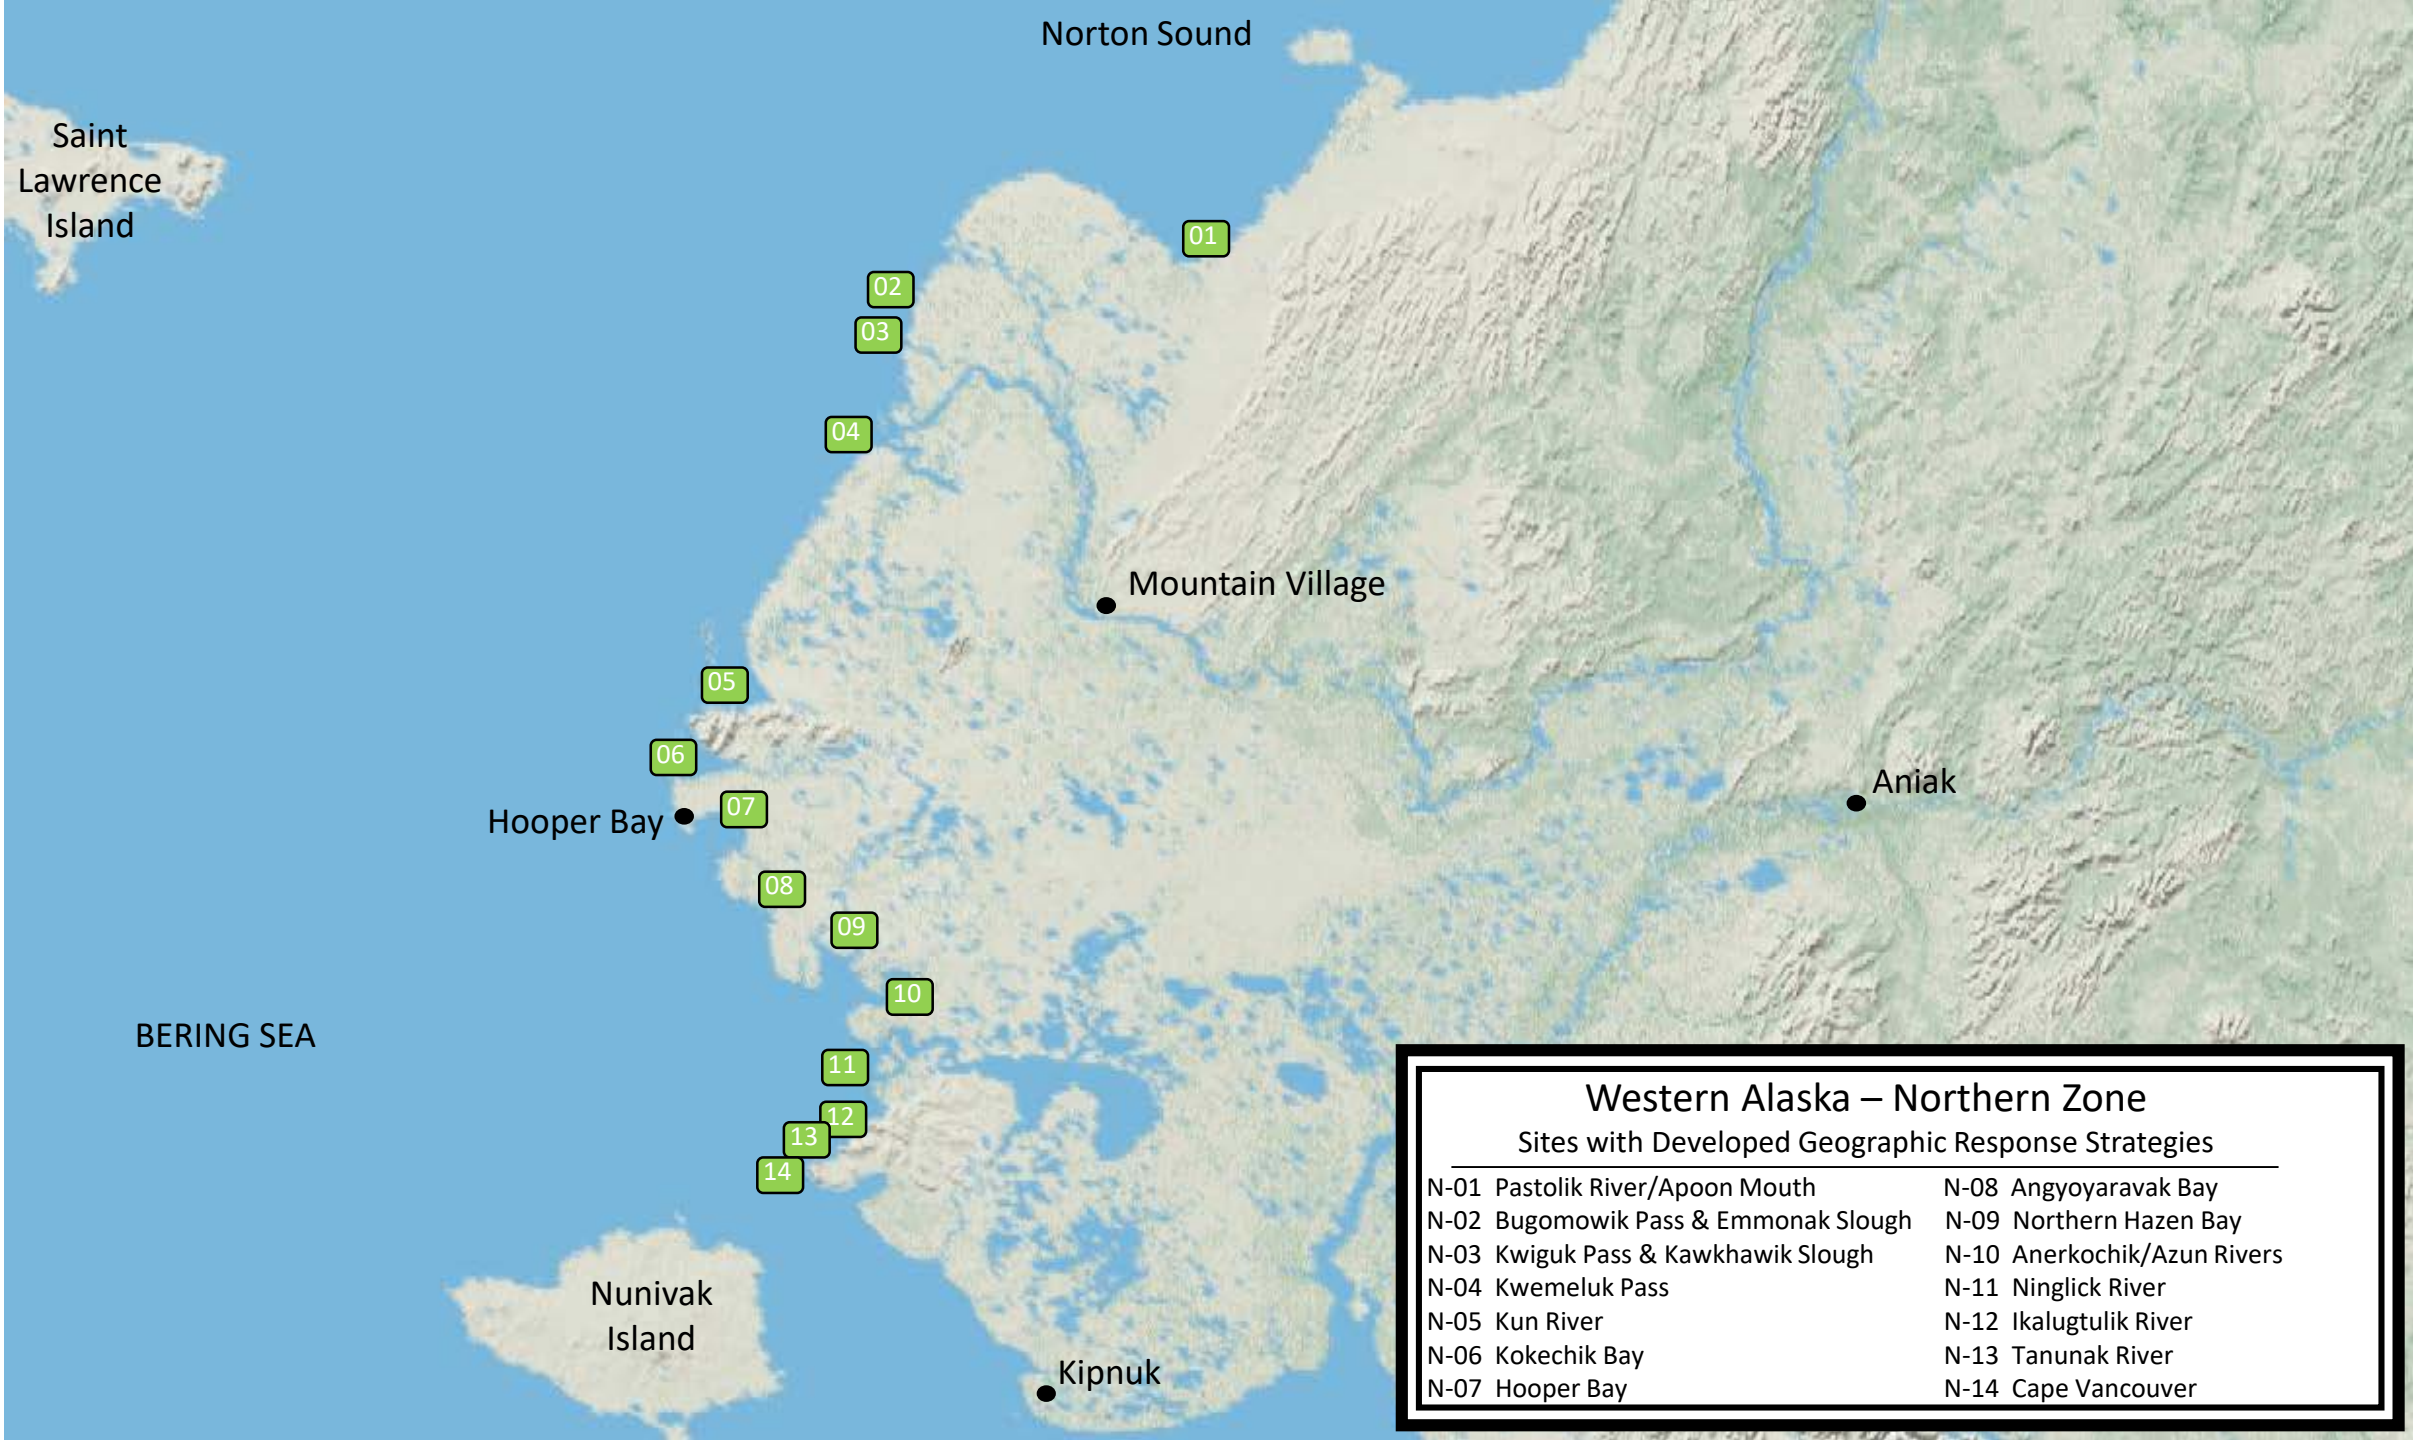 Norton Sound
Saint
Lawrence
Island
01
02
03
04
Mountain Village
05
06
Aniak
07
Hooper Bay
08
09
10
BERING SEA
11
12
13
14
Nunivak
Island
Kipnuk
Western Alaska – Northern Zone
Sites with Developed Geographic Response Strategies
N-01 Pastolik River/Apoon Mouth
N-02 Bugomowik Pass & Emmonak Slough
N-03 Kwiguk Pass & Kawkhawik Slough
N-04 Kwemeluk Pass
N-05 Kun River
N-06 Kokechik Bay
N-07 Hooper Bay
N-08 Angyoyaravak Bay
N-09 Northern Hazen Bay
N-10 Anerkochik/Azun Rivers
N-11 Ninglick River
N-12 Ikalugtulik River
N-13 Tanunak River
N-14 Cape Vancouver